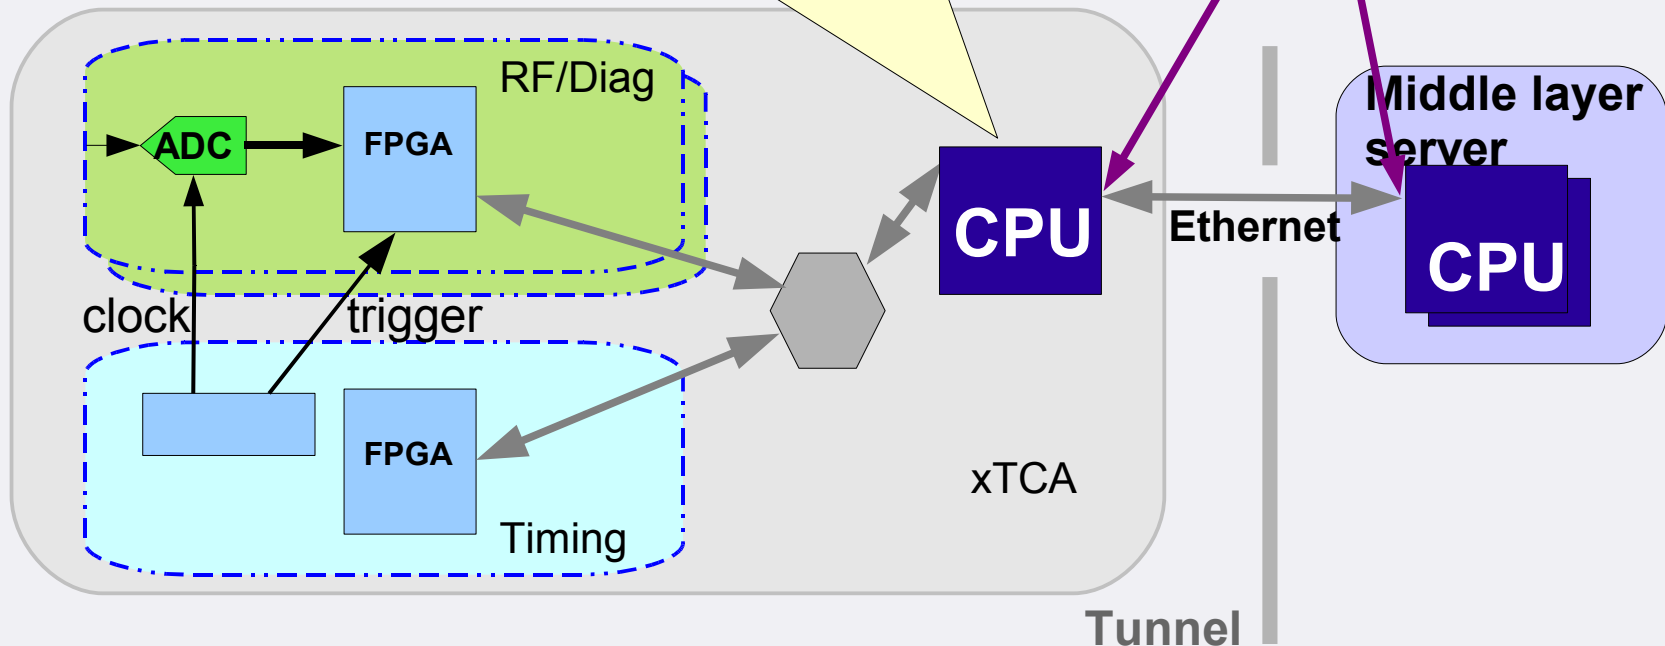 RF/Diag
ADC
FPGA
CPU
Ethernet
Middle layer
server
CPU
clock
trigger
FPGA
Timing
xTCA
Tunnel